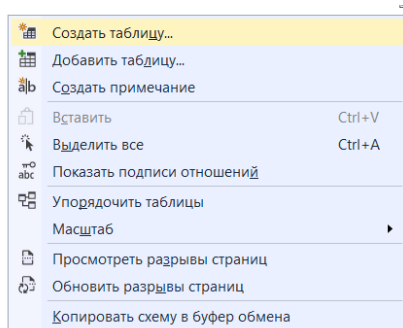 Создать таблицу...
Добавить таблицу...
a|b Создать примечание
Вставить Ctrl+V
Выделить все Ctrl+A
abc Показать подписи отношений
Упорядочить таблицы
Масштаб
Просмотреть разрывы страниц
Обновить разрывы страниц
Копировать схему в буфер обмена